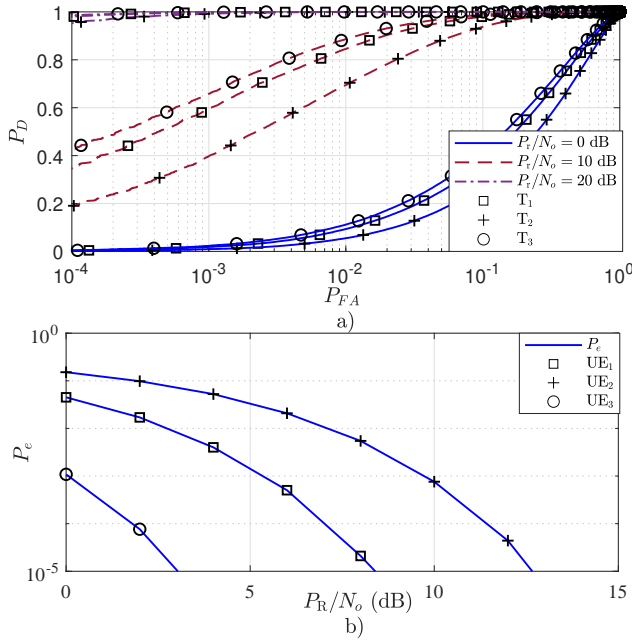 1
0.8
0.6
0.4
0.2
0
P_D
10^-4
10^-3
10^-2
10^-1
10^0
P_FA
P_r/N_o = 0 dB
P_r/N_o = 10 dB
P_r/N_o = 20 dB
T_1
T_2
T_3
a)
10^0
10^-5
P_e
0
5
10
15
P_R/N_o (dB)
P_e
UE_1
UE_2
UE_3
b)